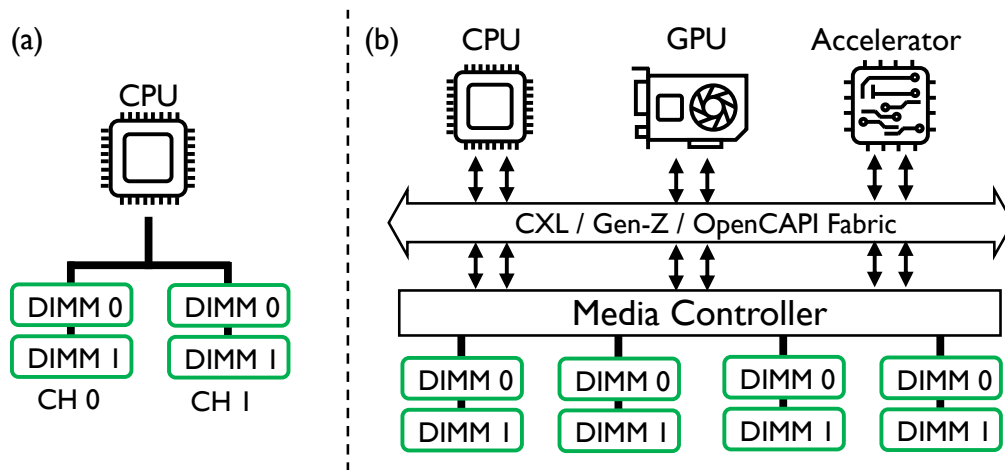 (a)
CPU
DIMM 0
DIMM 0
DIMM 1
DIMM 1
CH 0
CH 1
(b)
CPU
GPU
Accelerator
CXL / Gen-Z / OpenCAPI Fabric
Media Controller
DIMM 0
DIMM 0
DIMM 0
DIMM 0
DIMM 1
DIMM 1
DIMM 1
DIMM 1